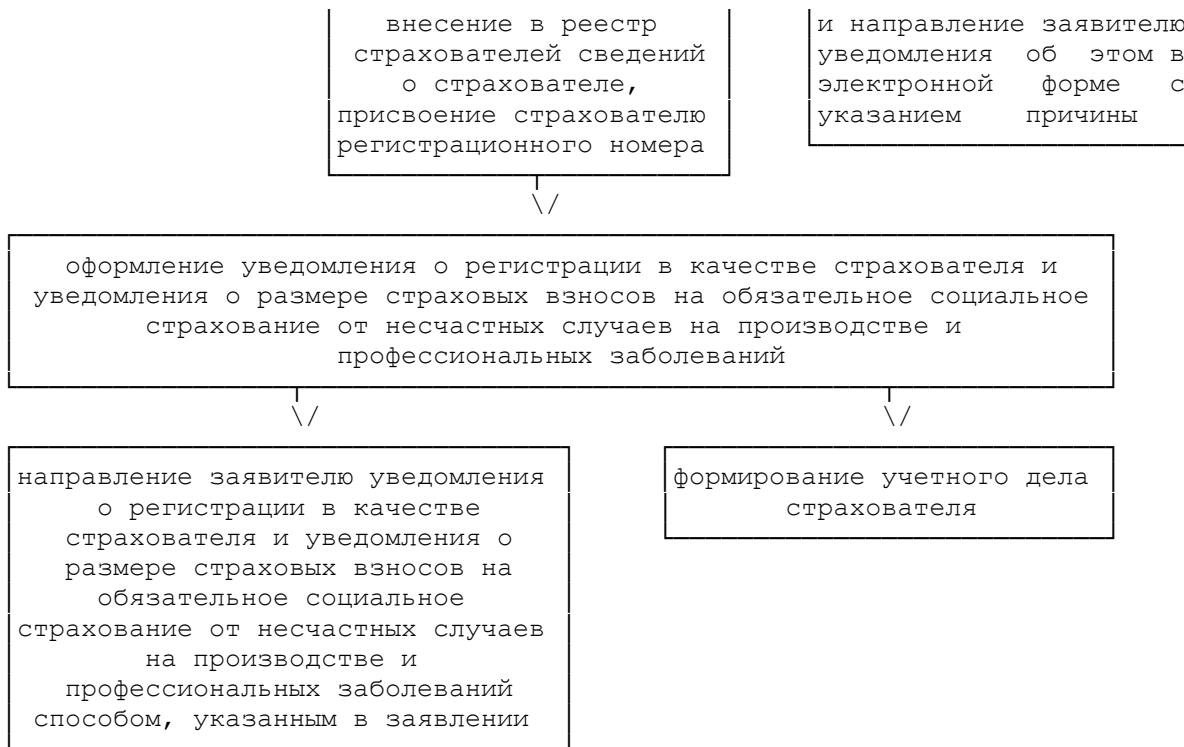 внесение в реестр
страхователей сведений
о страхователе,
присвоение страхователю
регистрационного номера
и направление заявителю
уведомления об этом в
электронной форме с
указанием причины
\/
оформление уведомления о регистрации в качестве страхователя и
уведомления о размере страховых взносов на обязательное социальное
страхование от несчастных случаев на производстве и
профессиональных заболеваний
\/
\/
направление заявителю уведомления
о регистрации в качестве
страхователя и уведомления о
размере страховых взносов на
обязательное социальное
страхование от несчастных случаев
на производстве и
профессиональных заболеваний
способом, указанным в заявлении
формирование учетного дела
страхователя